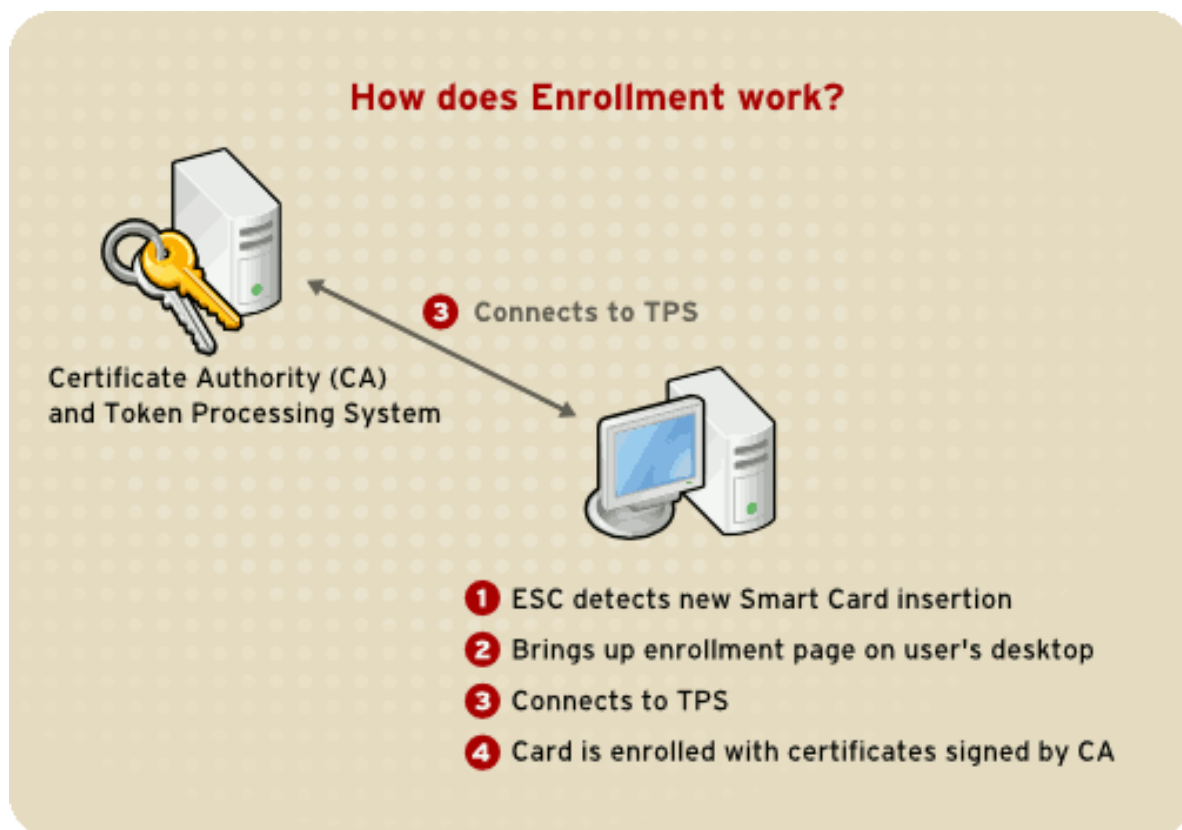 How does Enrollment work?
3 Connects to TPS
Certificate Authority (CA)
and Token Processing System
1 ESC detects new Smart Card insertion
2 Brings up enrollment page on user's desktop
3 Connects to TPS
4 Card is enrolled with certificates signed by CA